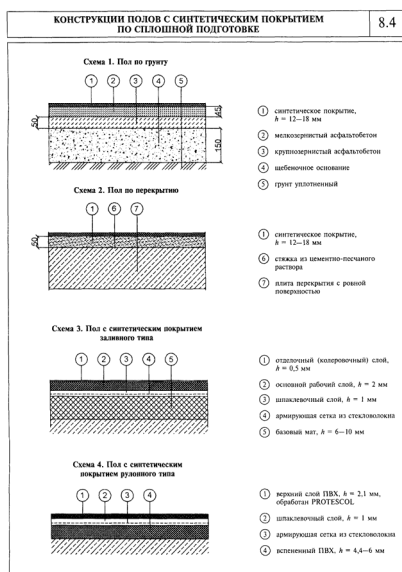 КОНСТРУКЦИИ ПОЛОВ С СИНТЕТИЧЕСКИМ ПОКРЫТИЕМ
ПО СПЛОШНОЙ ПОДГОТОВКЕ
8.4
Схема 1. Пол по грунту
1 2 3 4 5
50
45
150
1 синтетическое покрытие,
h = 12—18 мм
2 мелкозернистый асфальтобетон
3 крупнозернистый асфальтобетон
4 щебеночное основание
5 грунт уплотненный
Схема 2. Пол по перекрытию
1 6 7
50
1 синтетическое покрытие,
h = 12—18 мм
6 стяжка из цементно-песчаного
раствора
7 плита перекрытия с ровной
поверхностью
Схема 3. Пол с синтетическим покрытием
заливного типа
1 2 3 4 5
1 отделочный (колеровочный) слой,
h = 0,5 мм
2 основной рабочий слой, h = 2 мм
3 шпаклевочный слой, h = 1 мм
4 армирующая сетка из стекловолокна
5 базовый мат, h = 6—10 мм
Схема 4. Пол с синтетическим
покрытием рулонного типа
1 2 3 4
1 верхний слой ПВХ, h = 2,1 мм,
обработан PROTESCOL
2 шпаклевочный слой, h = 1 мм
3 армирующая сетка из стекловолокна
4 вспененный ПВХ, h = 4,4—6 мм